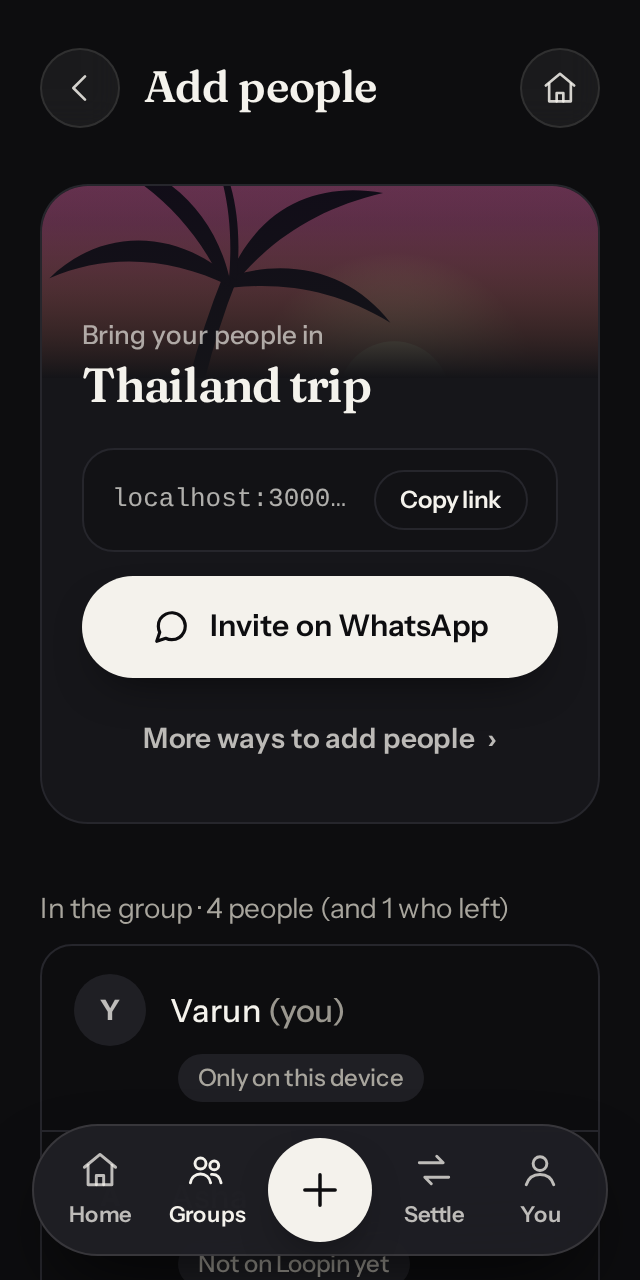 Add people
Bring your people in
Thailand trip
localhost:3000…
Copy link
Invite on WhatsApp
More ways to add people ›
In the group · 4 people (and 1 who left)
Y
Varun (you)
Only on this device
Home
Groups
Settle
You
Not on Loopin yet